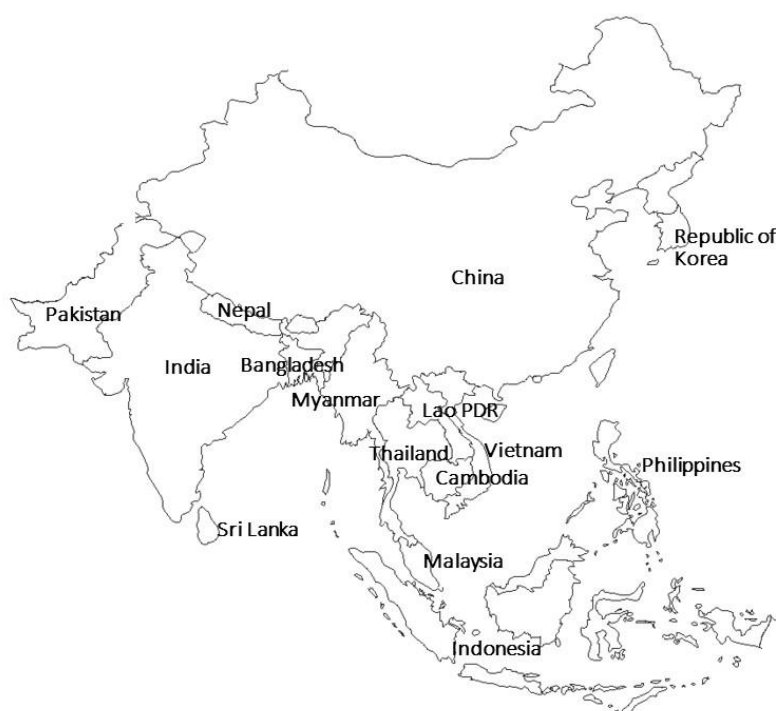 Republic of
Korea
China
Pakistan
Nepal
India
Bangladesh
Myanmar
Lao PDR
Thailand
Vietnam
Cambodia
Philippines
Sri Lanka
Malaysia
Indonesia